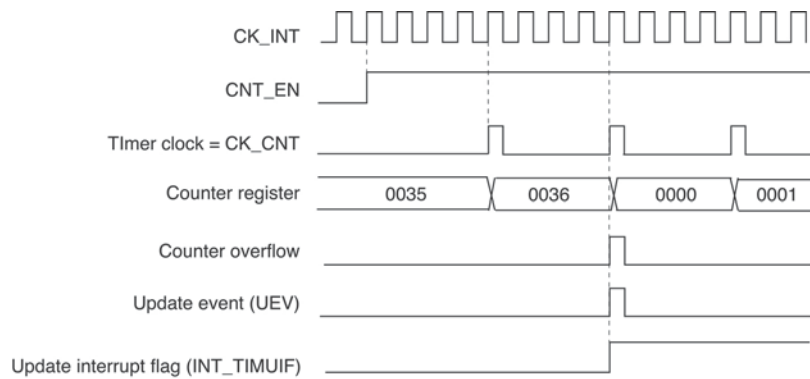 CK_INT
CNT_EN
TImer clock = CK_CNT
Counter register 0035 0036 0000 0001
Counter overflow
Update event (UEV)
Update interrupt flag (INT_TIMUIF)